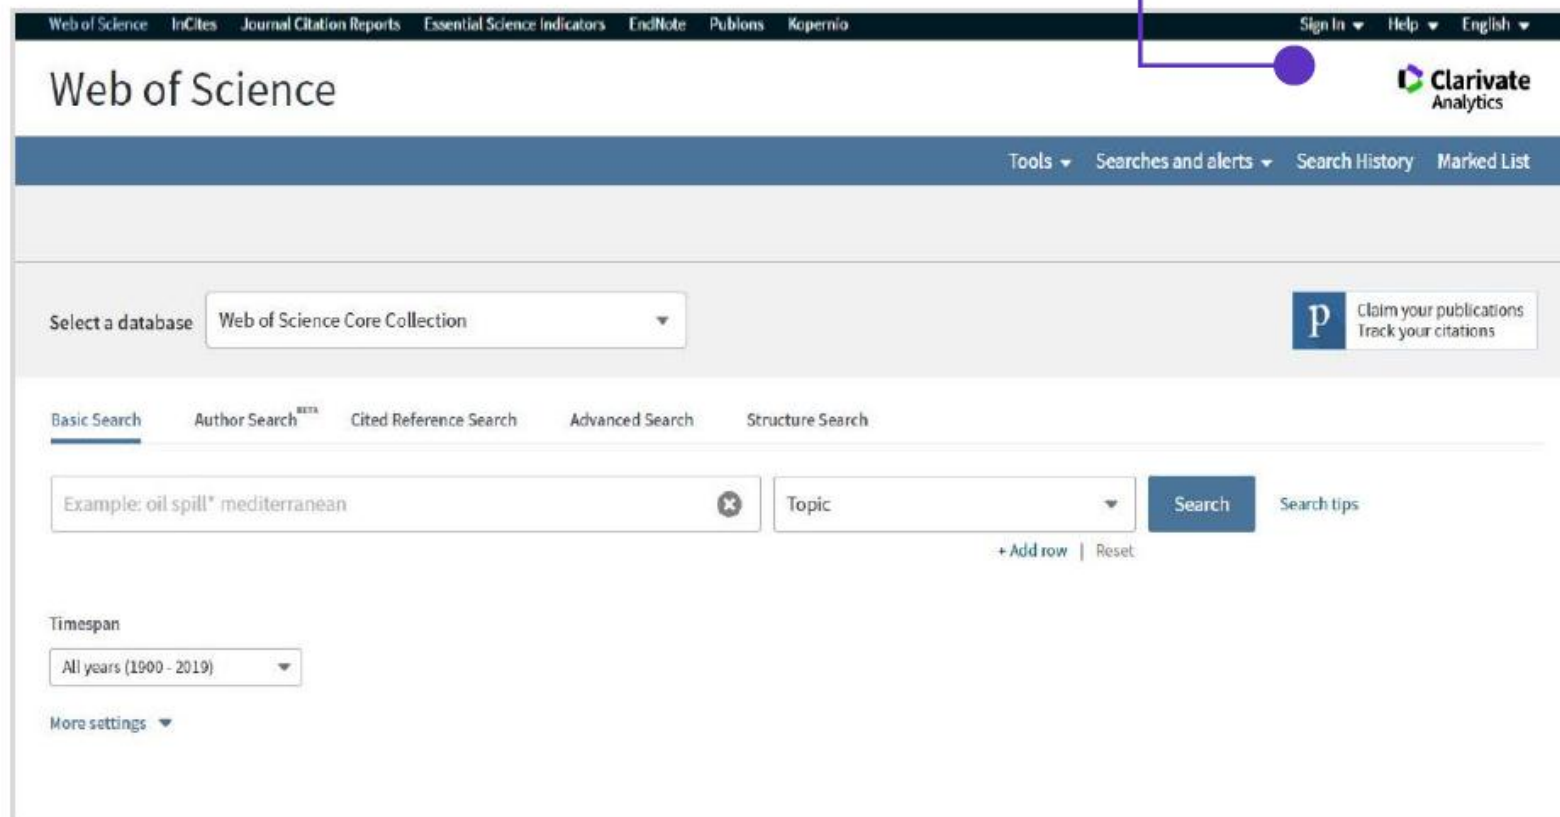 Web of Science InCites Journal Citation Reports Essential Science Indicators EndNote Publons Kopernio Sign In Help English
Web of Science
Clarivate
Analytics
Tools Searches and alerts Search History Marked List
Select a database Web of Science Core Collection
p Claim your publications
Track your citations
Basic Search Author Search BETA Cited Reference Search Advanced Search Structure Search
Example: oil spill* mediterranean Topic Search Search tips
+ Add row | Reset
Timespan
All years (1900 - 2019)
More settings